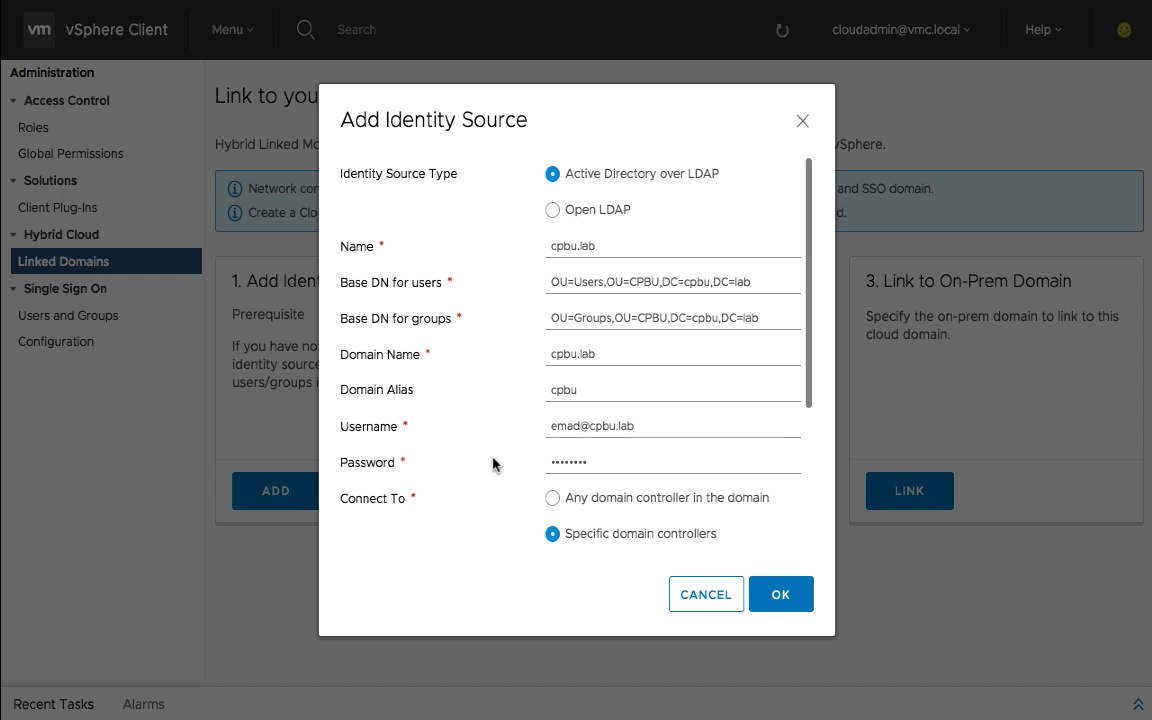 vm vSphere Client Menu Search cloudadmin@vmc.local Help
Administration
Access Control
Roles
Global Permissions
Solutions
Client Plug-Ins
Hybrid Cloud
Linked Domains
Single Sign On
Users and Groups
Configuration
Link to you
Hybrid Linked Mo
vSphere.
Network con
and SSO domain.
Create a Clo
d.
1. Add Ident
Prerequisite
If you have no
identity source
users/groups i
ADD
Add Identity Source
Identity Source Type Active Directory over LDAP
Open LDAP
Name * cpbu.lab
Base DN for users * OU=Users,OU=CPBU,DC=cpbu,DC=lab
Base DN for groups * OU=Groups,OU=CPBU,DC=cpbu,DC=lab
Domain Name * cpbu.lab
Domain Alias cpbu
Username * emad@cpbu.lab
Password * ••••••••
Connect To * Any domain controller in the domain
Specific domain controllers
CANCEL OK
3. Link to On-Prem Domain
Specify the on-prem domain to link to this
cloud domain.
LINK
Recent Tasks Alarms